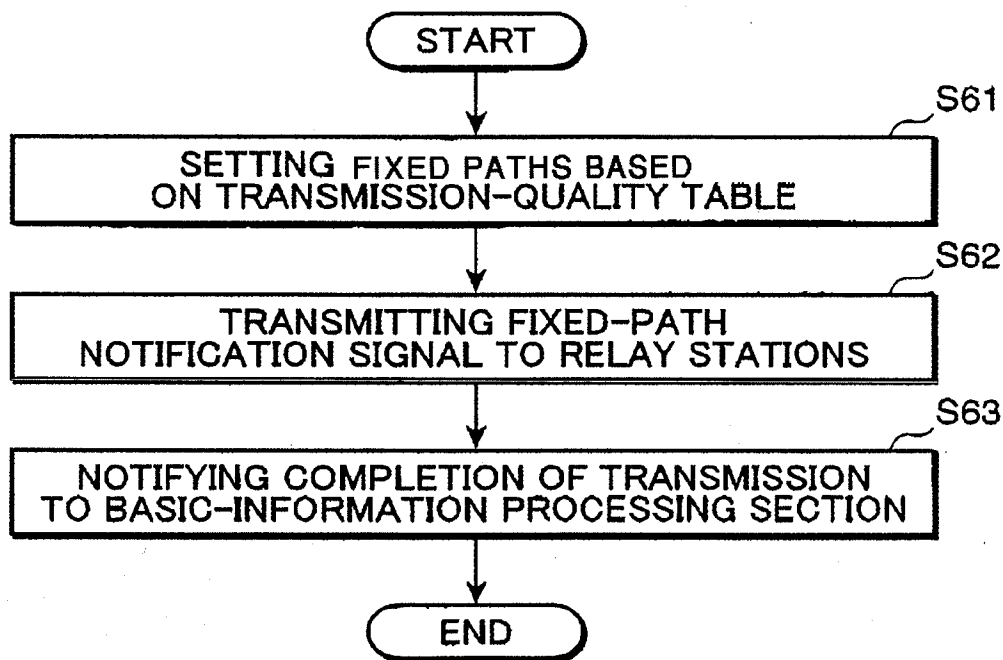 START
S61
SETTING FIXED PATHS BASED
ON TRANSMISSION-QUALITY TABLE
S62
TRANSMITTING FIXED-PATH
NOTIFICATION SIGNAL TO RELAY STATIONS
S63
NOTIFYING COMPLETION OF TRANSMISSION
TO BASIC-INFORMATION PROCESSING SECTION
END